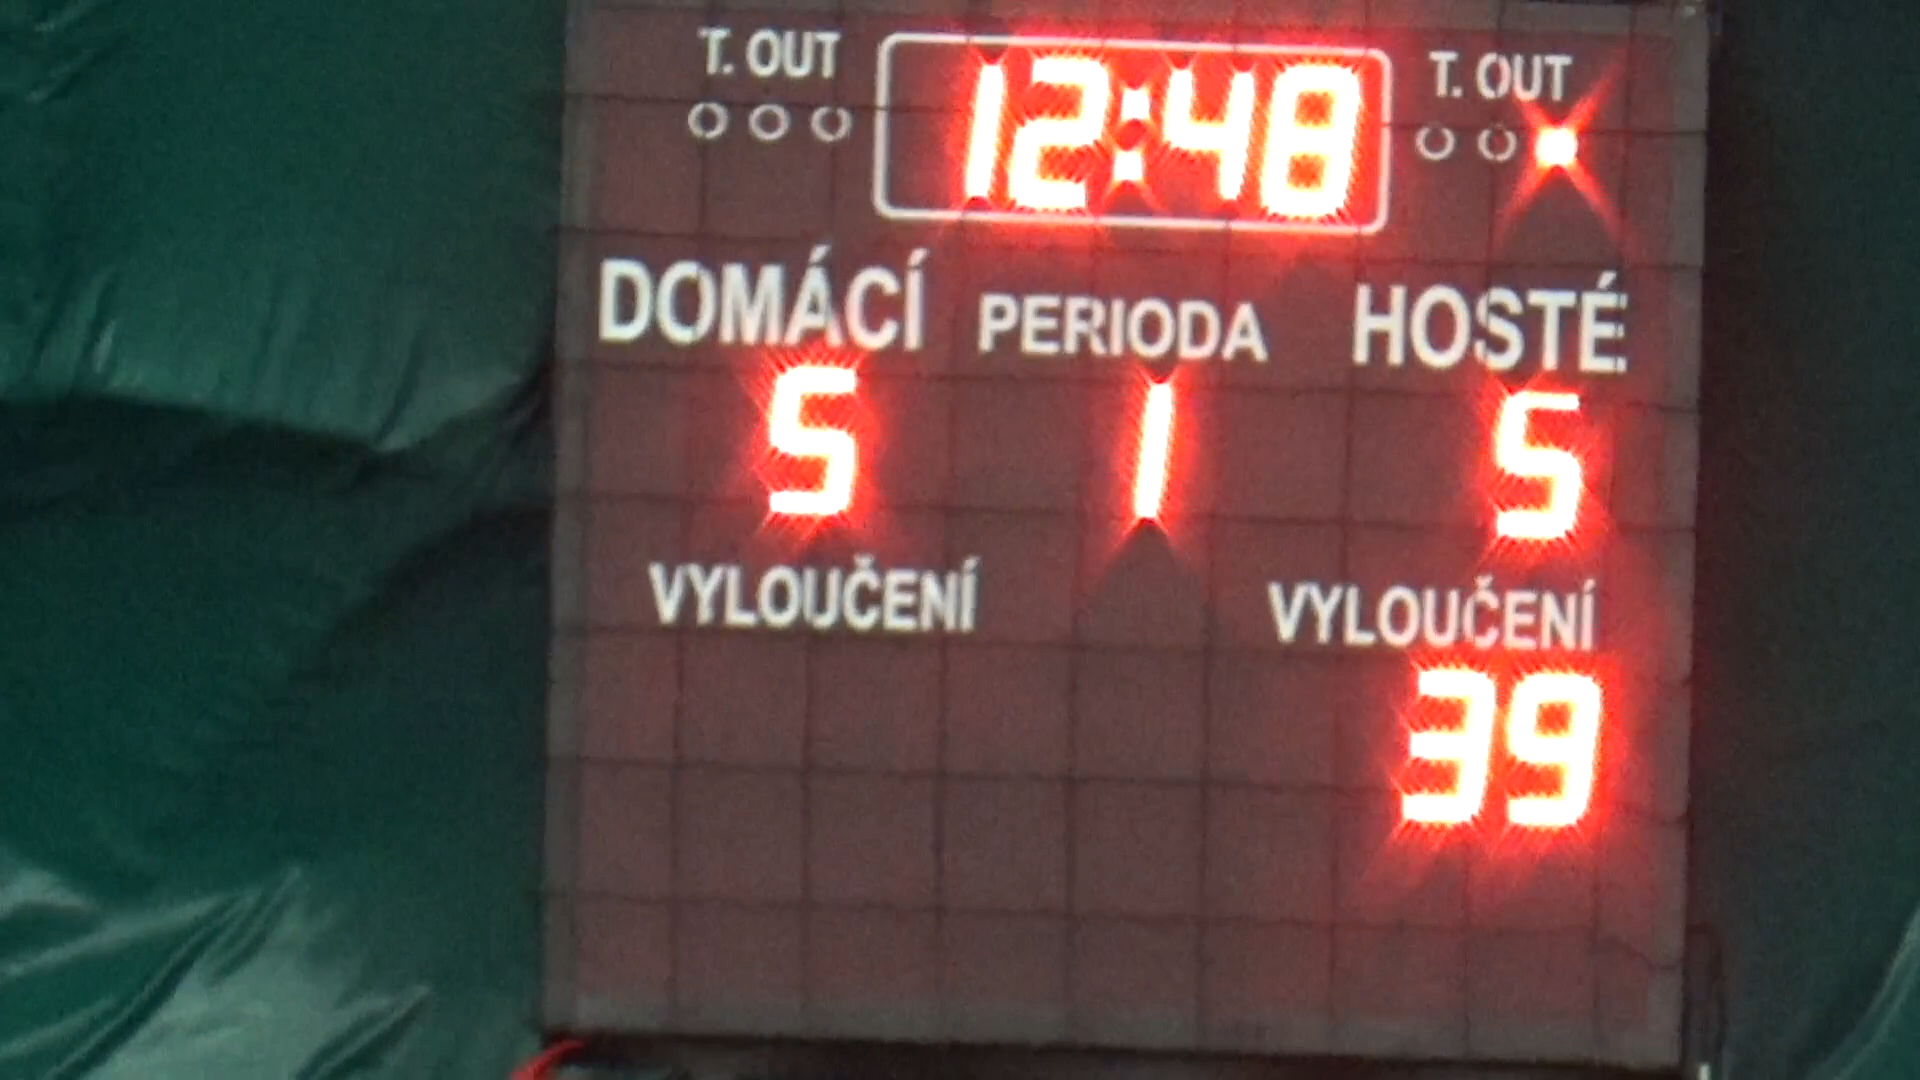 T. OUT 12:48 T. OUT
DOMÁCÍ PERIODA HOSTÉ
5 1 5
VYLOUČENÍ VYLOUČENÍ
39